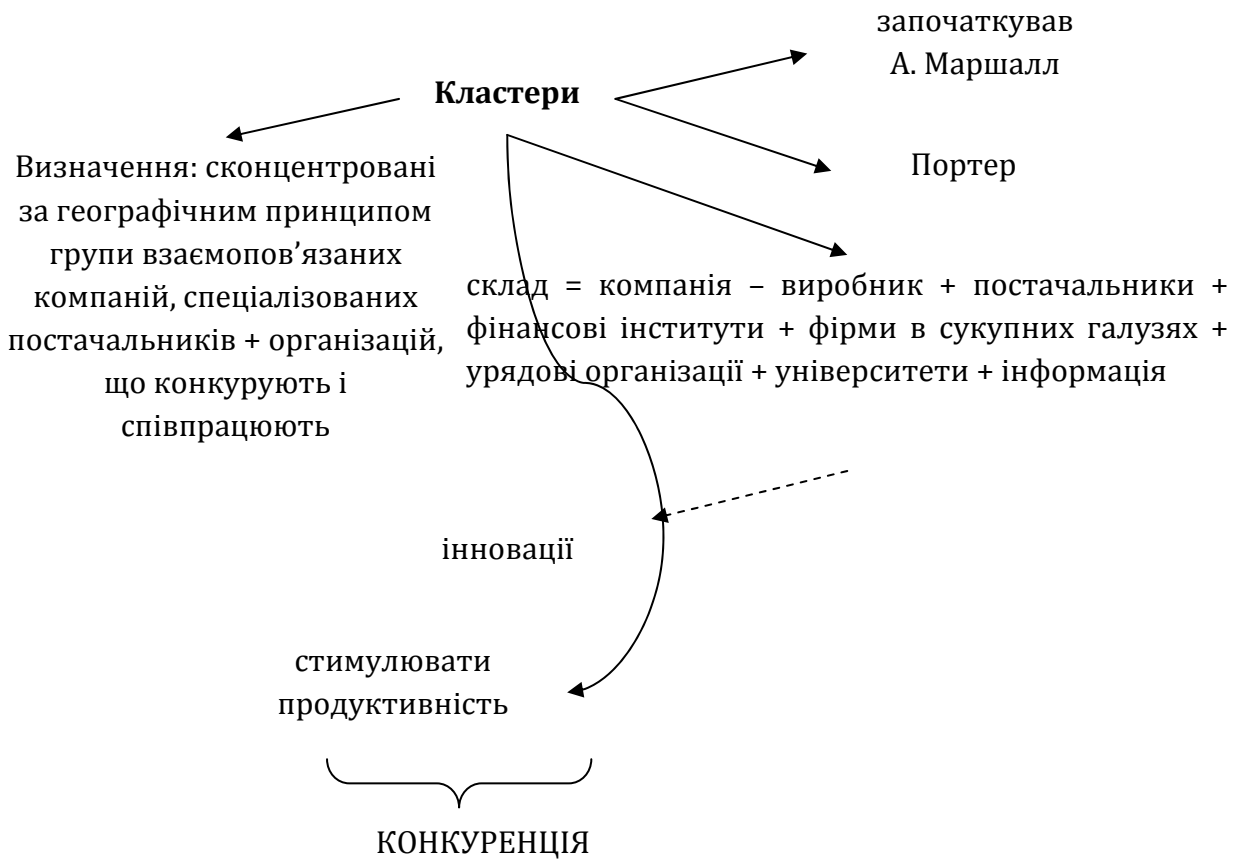 започаткував
А. Маршалл
Кластери
Портер
Визначення: сконцентровані
за географічним принципом
групи взаємопов’язаних
компаній, спеціалізованих
постачальників + організацій,
що конкурують і
співпрацюють
склад = компанія – виробник + постачальники +
фінансові інститути + фірми в сукупних галузях +
урядові організації + університети + інформація
інновації
стимулювати
продуктивність
КОНКУРЕНЦІЯ